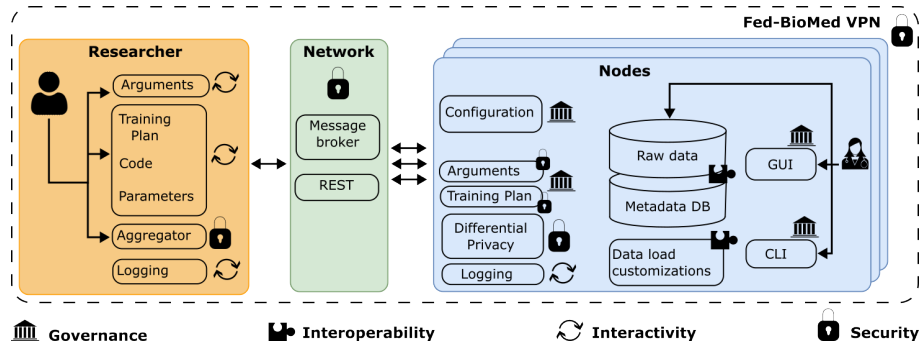 Fed-BioMed VPN
Researcher
Arguments
Training
Plan
Code
Parameters
Aggregator
Logging
Network
Message
broker
REST
Nodes
Configuration
Arguments
Training Plan
Differential
Privacy
Logging
Raw data
Metadata DB
Data load
customizations
GUI
CLI
Governance
Interoperability
Interactivity
Security